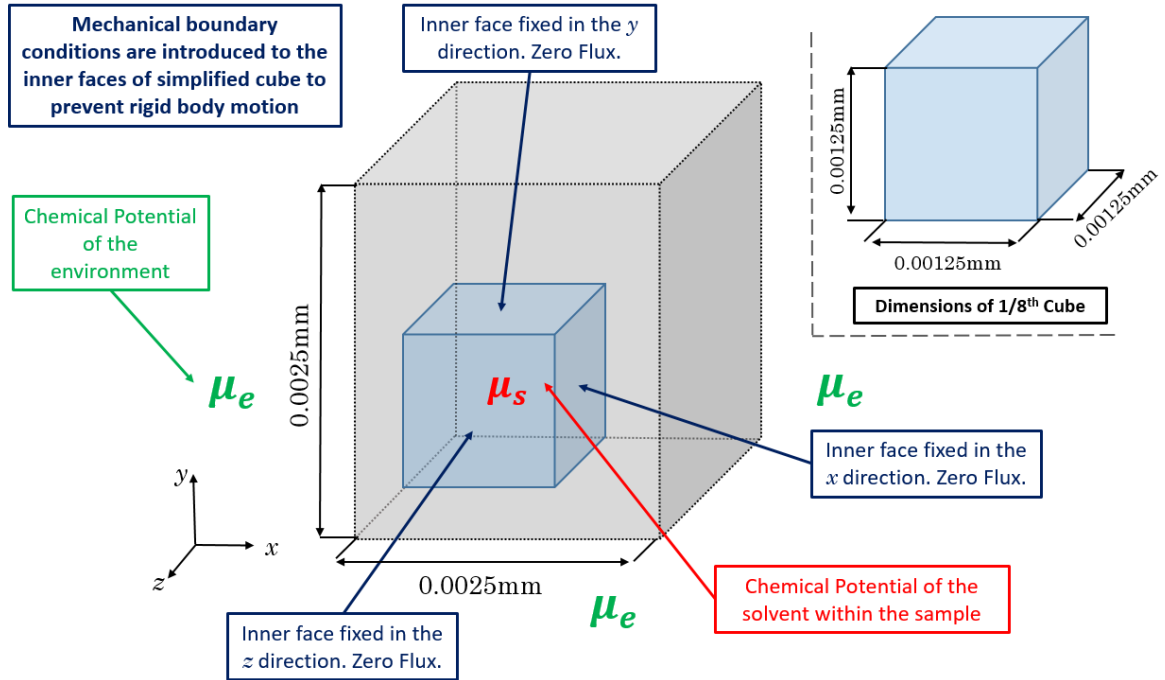 Mechanical boundary
conditions are introduced to the
inner faces of simplified cube to
prevent rigid body motion
Inner face fixed in the y
direction. Zero Flux.
0.00125mm
0.00125mm
0.00125mm
Dimensions of 1/8th Cube
Chemical Potential
of the
environment
μe
0.0025mm
μs
μe
Inner face fixed in the
x direction. Zero Flux.
y
x
z
0.0025mm
μe
Chemical Potential of the
solvent within the sample
Inner face fixed in the
z direction. Zero Flux.